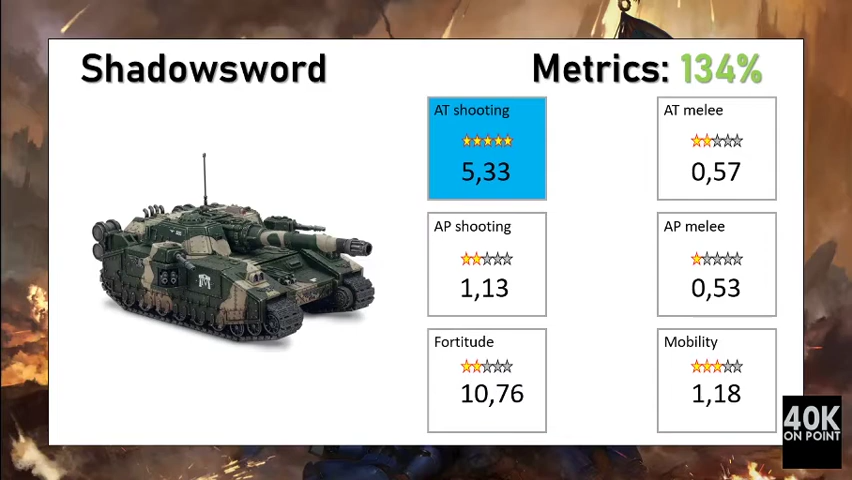 Shadowsword
Metrics: 134%
AT shooting
5,33
AT melee
0,57
AP shooting
1,13
AP melee
0,53
Fortitude
10,76
Mobility
1,18
40K
ON POINT